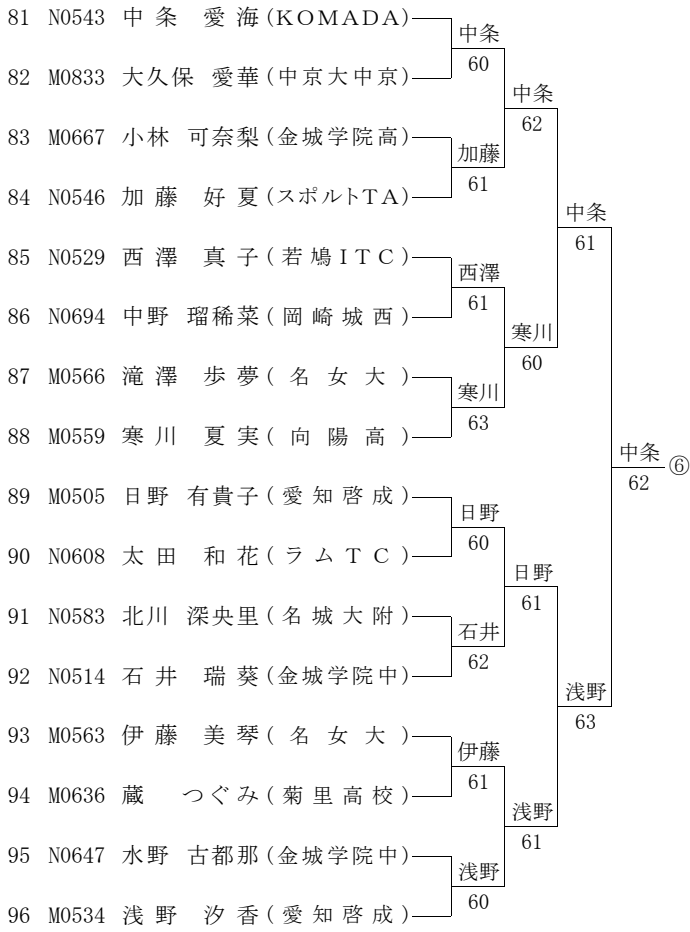 81 N0543 中条 愛海(KOMADA)
中条
60
82 M0833 大久保 愛華(中京大中京)
中条
62
83 M0667 小林 可奈梨(金城学院高)
加藤
61
84 N0546 加藤 好夏(スポルトTA)
中条
61
85 N0529 西澤 真子(若鳩ITC)
西澤
61
86 N0694 中野 瑠稀菜(岡崎城西)
寒川
60
87 M0566 滝澤 歩夢(名女大)
寒川
63
88 M0559 寒川 夏実(向陽高)
中条 ⑥
62
89 M0505 日野 有貴子(愛知啓成)
日野
60
90 N0608 太田 和花(ラムTC)
日野
61
91 N0583 北川 深央里(名城大附)
石井
62
92 N0514 石井 瑞葵(金城学院中)
浅野
63
93 M0563 伊藤 美琴(名女大)
伊藤
61
94 M0636 蔵 つぐみ(菊里高校)
浅野
61
95 N0647 水野 古都那(金城学院中)
浅野
60
96 M0534 浅野 汐香(愛知啓成)